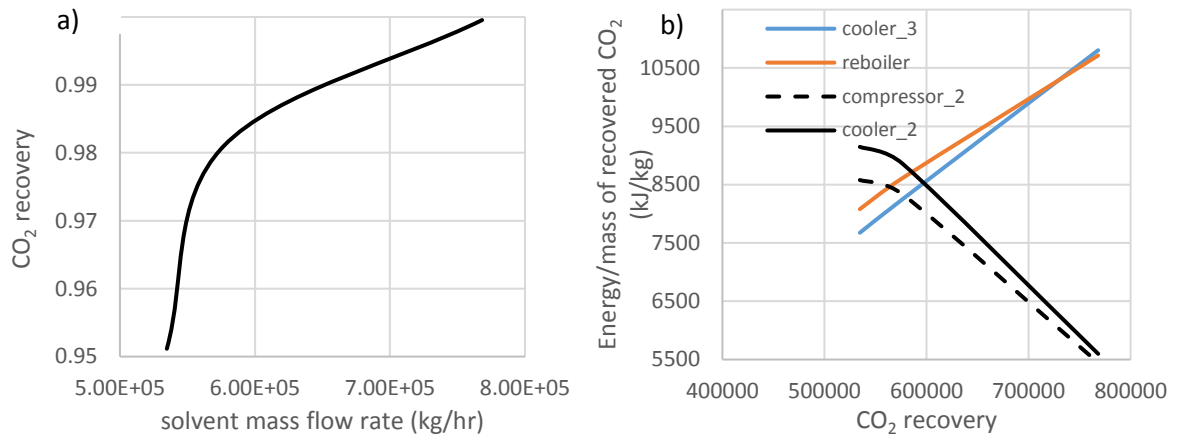 a)
CO₂ recovery
0.99
0.98
0.97
0.96
0.95
5.00E+05 6.00E+05 7.00E+05 8.00E+05
solvent mass flow rate (kg/hr)
b)
Energy/mass of recovered CO₂
(kJ/kg)
cooler_3
reboiler
compressor_2
cooler_2
10500
9500
8500
7500
6500
5500
400000 500000 600000 700000 800000
CO₂ recovery